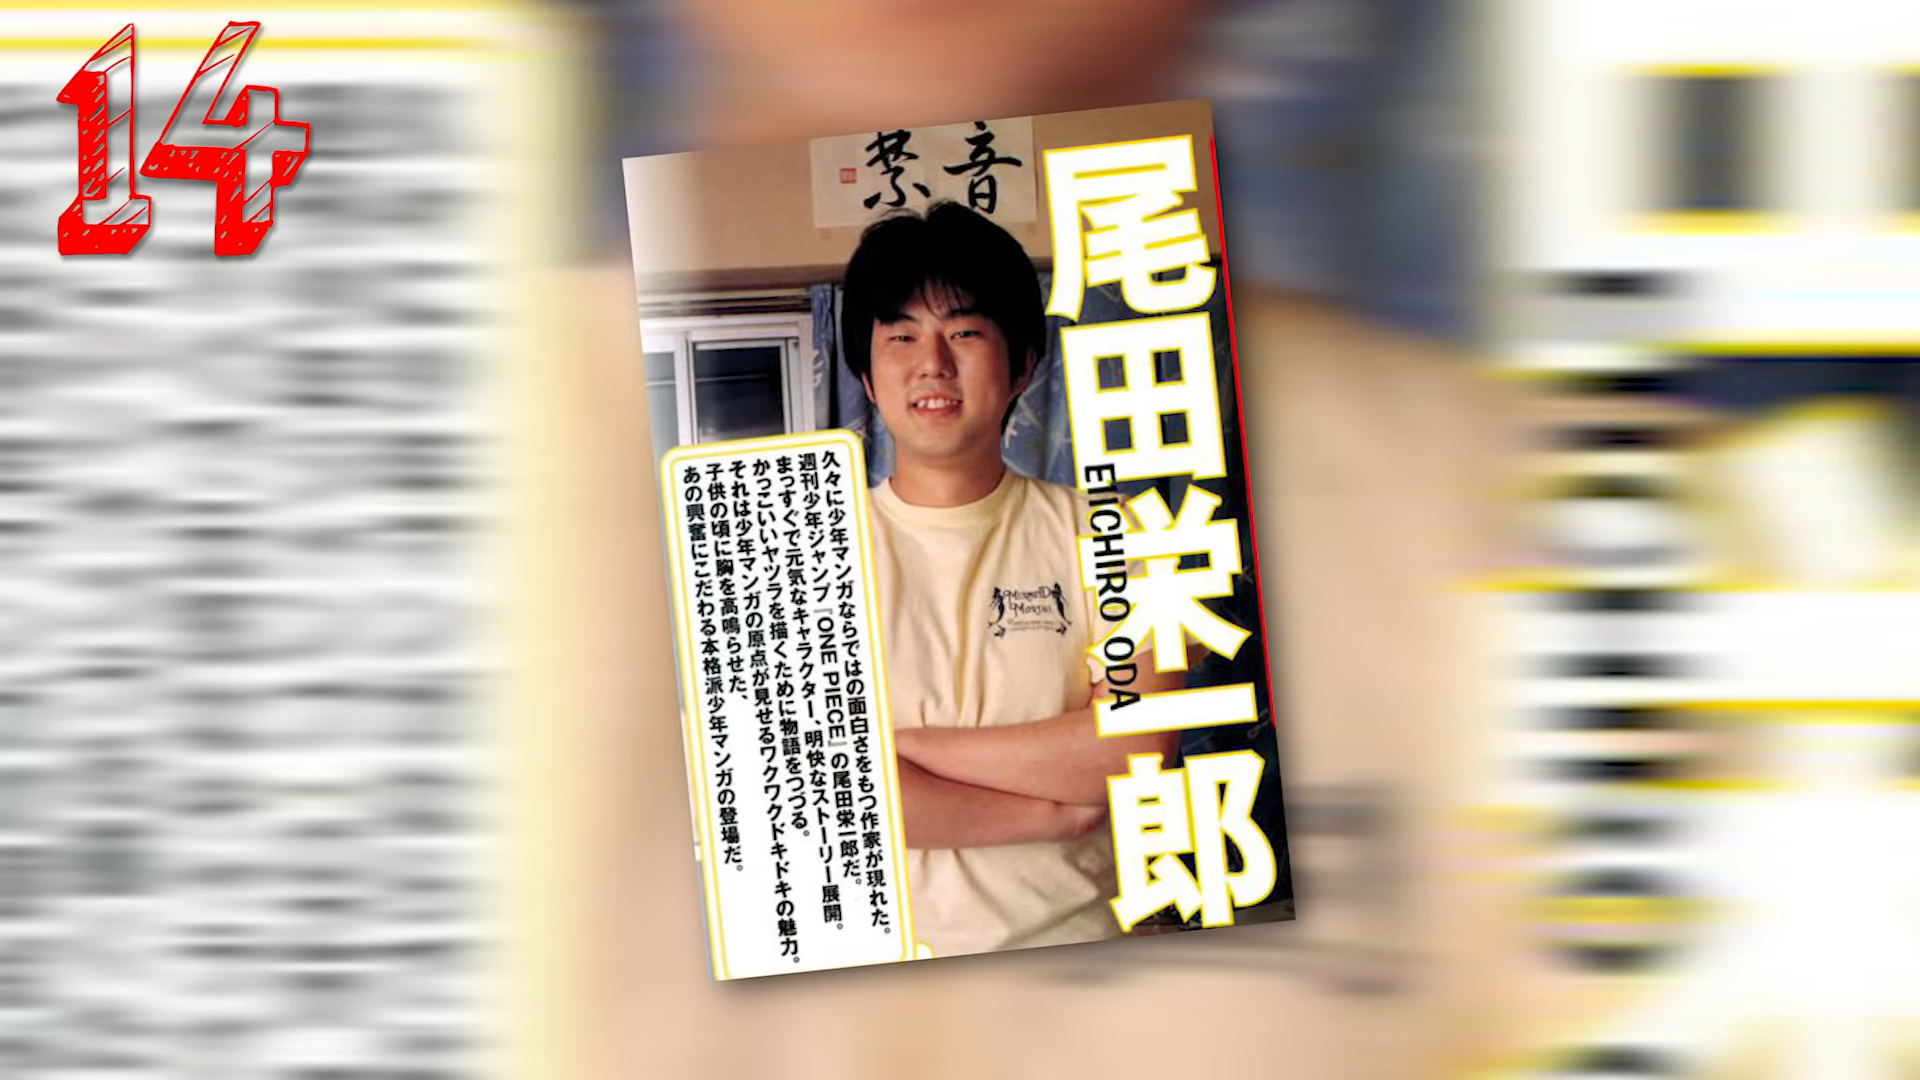 14
音禁
尾田栄一郎
EIICHIRO ODA
久々に少年マンガならではの面白さをもつ作家が現れた。
週刊少年ジャンプ『ONE PIECE』の尾田栄一郎だ。
まっすぐで元気なキャラクター、明快なストーリー展開。
かっこいいヤツラを描くために物語をつづる。
それは少年マンガの原点が見せるワクワクドキドキの魅力。
子供の頃に胸を高鳴らせた、
あの興奮にこだわる本格派少年マンガの登場だ。
MERMAID